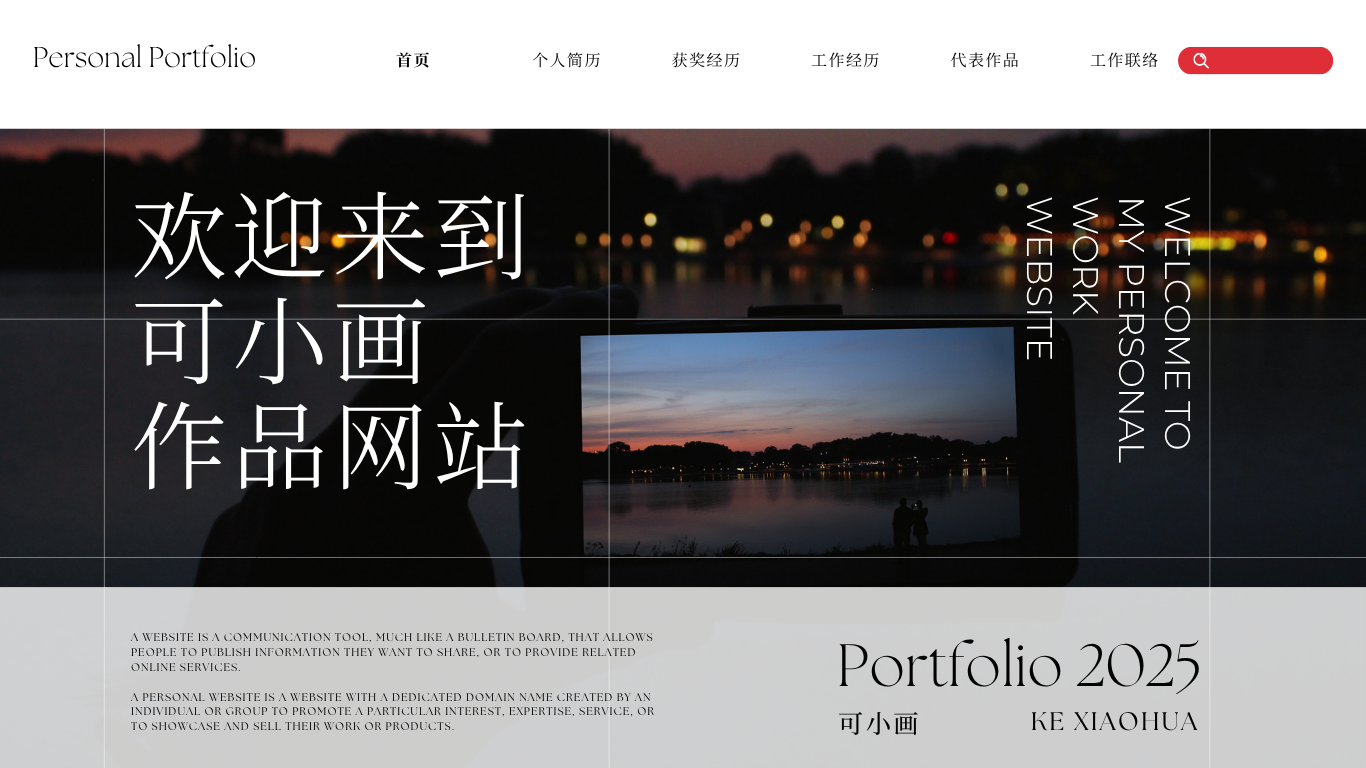 Personal Portfolio
首页
个人简历
获奖经历
工作经历
代表作品
工作联络
欢迎来到
可小画
作品网站
WELCOME TO
MY PERSONAL
WORK
WEBSITE
A WEBSITE IS A COMMUNICATION TOOL, MUCH LIKE A BULLETIN BOARD, THAT ALLOWS
PEOPLE TO PUBLISH INFORMATION THEY WANT TO SHARE, OR TO PROVIDE RELATED
ONLINE SERVICES.
A PERSONAL WEBSITE IS A WEBSITE WITH A DEDICATED DOMAIN NAME CREATED BY AN
INDIVIDUAL OR GROUP TO PROMOTE A PARTICULAR INTEREST, EXPERTISE, SERVICE, OR
TO SHOWCASE AND SELL THEIR WORK OR PRODUCTS.
Portfolio 2025
可小画
KE XIAOHUA